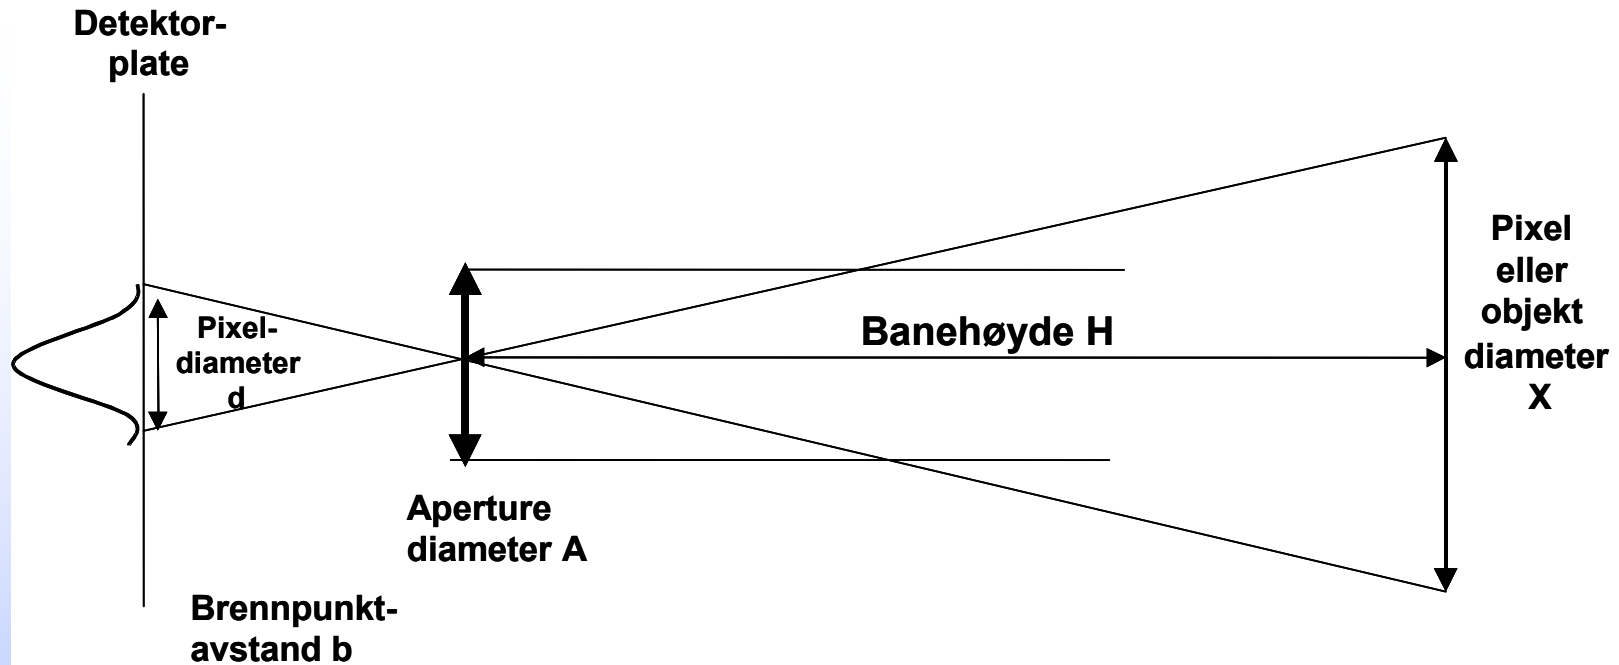 Detektor-
plate
Pixel-
diameter
d
Banehøyde H
Pixel
eller
objekt
diameter
X
Aperture
diameter A
Brennpunkt-
avstand b